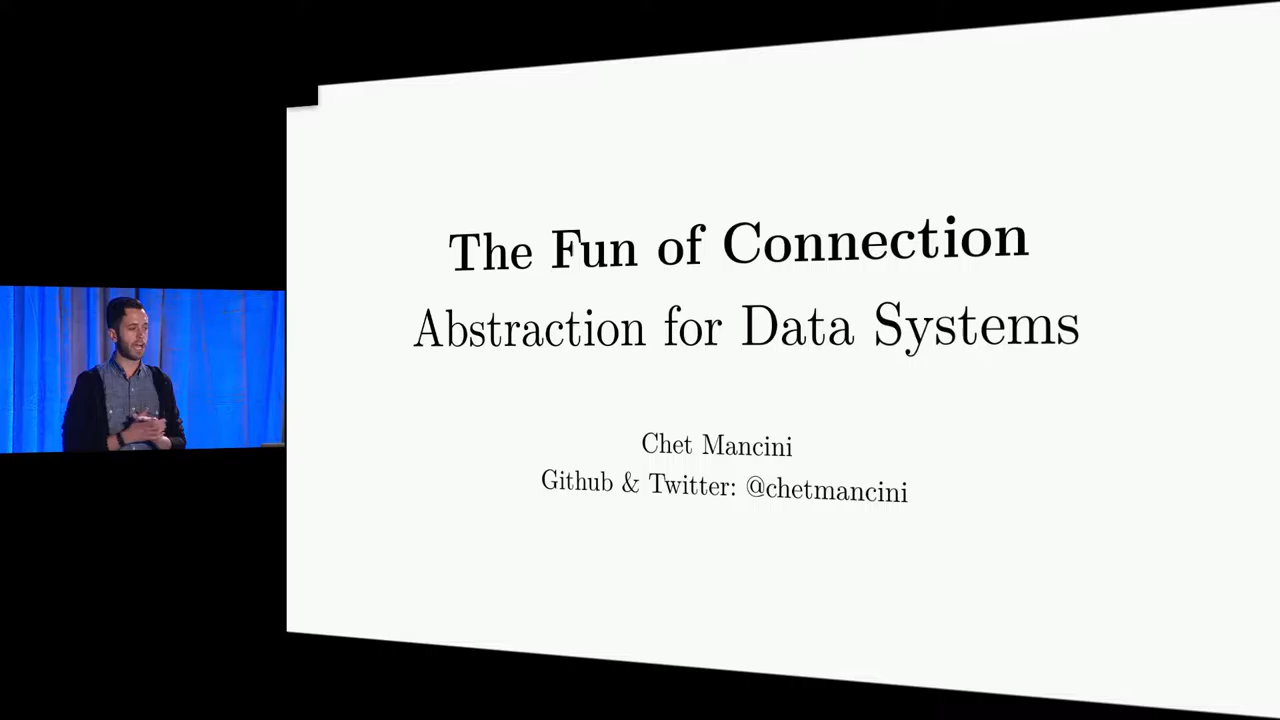 The Fun of Connection
Abstraction for Data Systems
Chet Mancini
Github & Twitter: @chetmancini